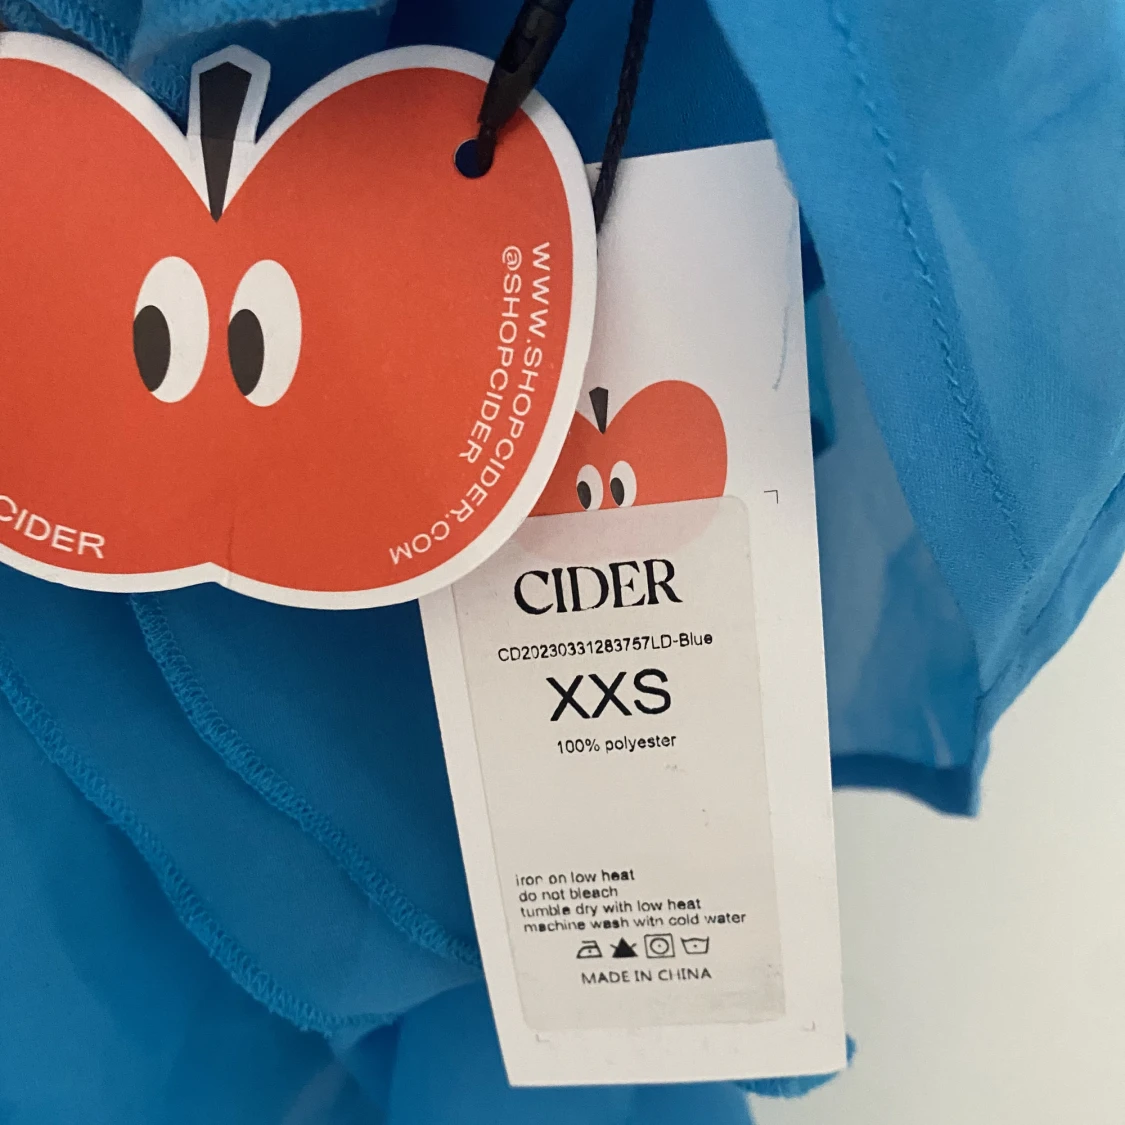 WWW.SHOPCIDER.COM
@SHOPCIDER
CIDER
CIDER
CD20230331283757LD-Blue
XXS
100% polyester
iron on low heat
do not bleach
tumble dry with low heat
machine wash with cold water
MADE IN CHINA